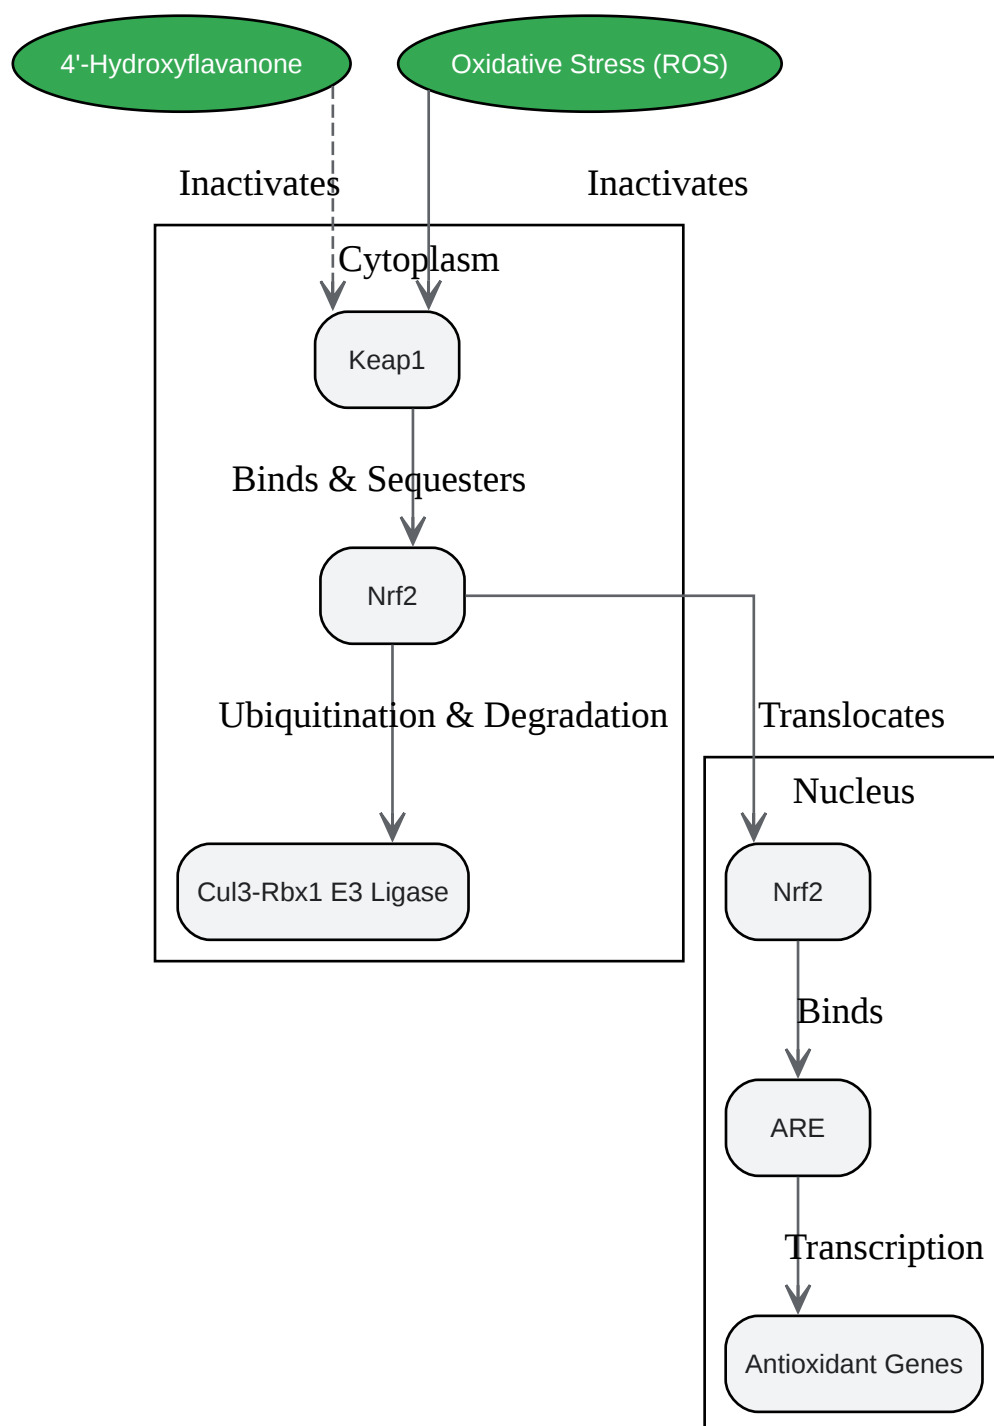 4'-Hydroxyflavanone
Oxidative Stress (ROS)
Inactivates
Inactivates
Cytoplasm
Keap1
Binds & Sequesters
Nrf2
Ubiquitination & Degradation
Translocates
Nucleus
Cul3-Rbx1 E3 Ligase
Nrf2
Binds
ARE
Transcription
Antioxidant Genes